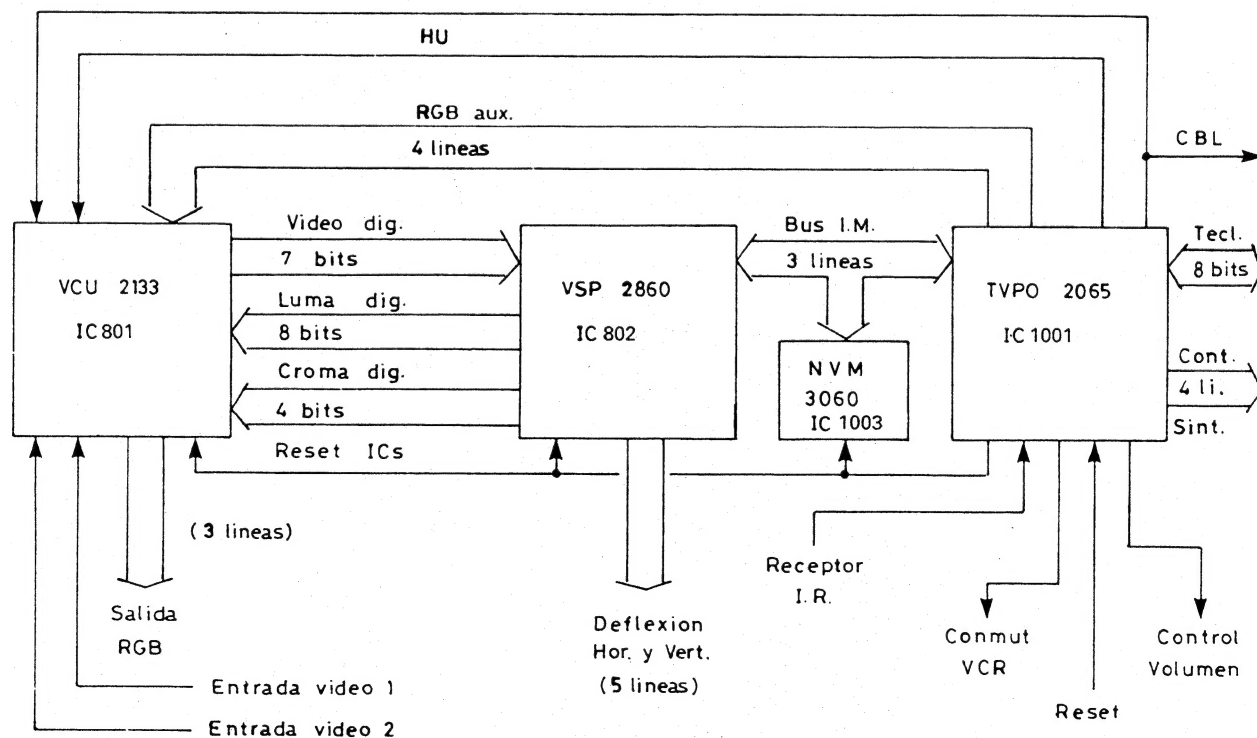 HU
RGB aux.
4 lineas
CBL
Video dig.
7 bits
Bus I.M.
3 lineas
Tecl.
8 bits
VCU 2133
IC801
Luma dig.
8 bits
VSP 2860
IC 802
TVPO 2065
I·C 1001
Croma dig.
4 bits
NVM
3060
IC 1003
Cont.
4 li.
Sint.
Reset ICs
(3 lineas)
Salida
RGB
Deflexion
Hor. y Vert.
(5 lineas)
Receptor
I.R.
Conmut
VCR
Control
Volumen
Reset
Entrada video 1
Entrada video 2